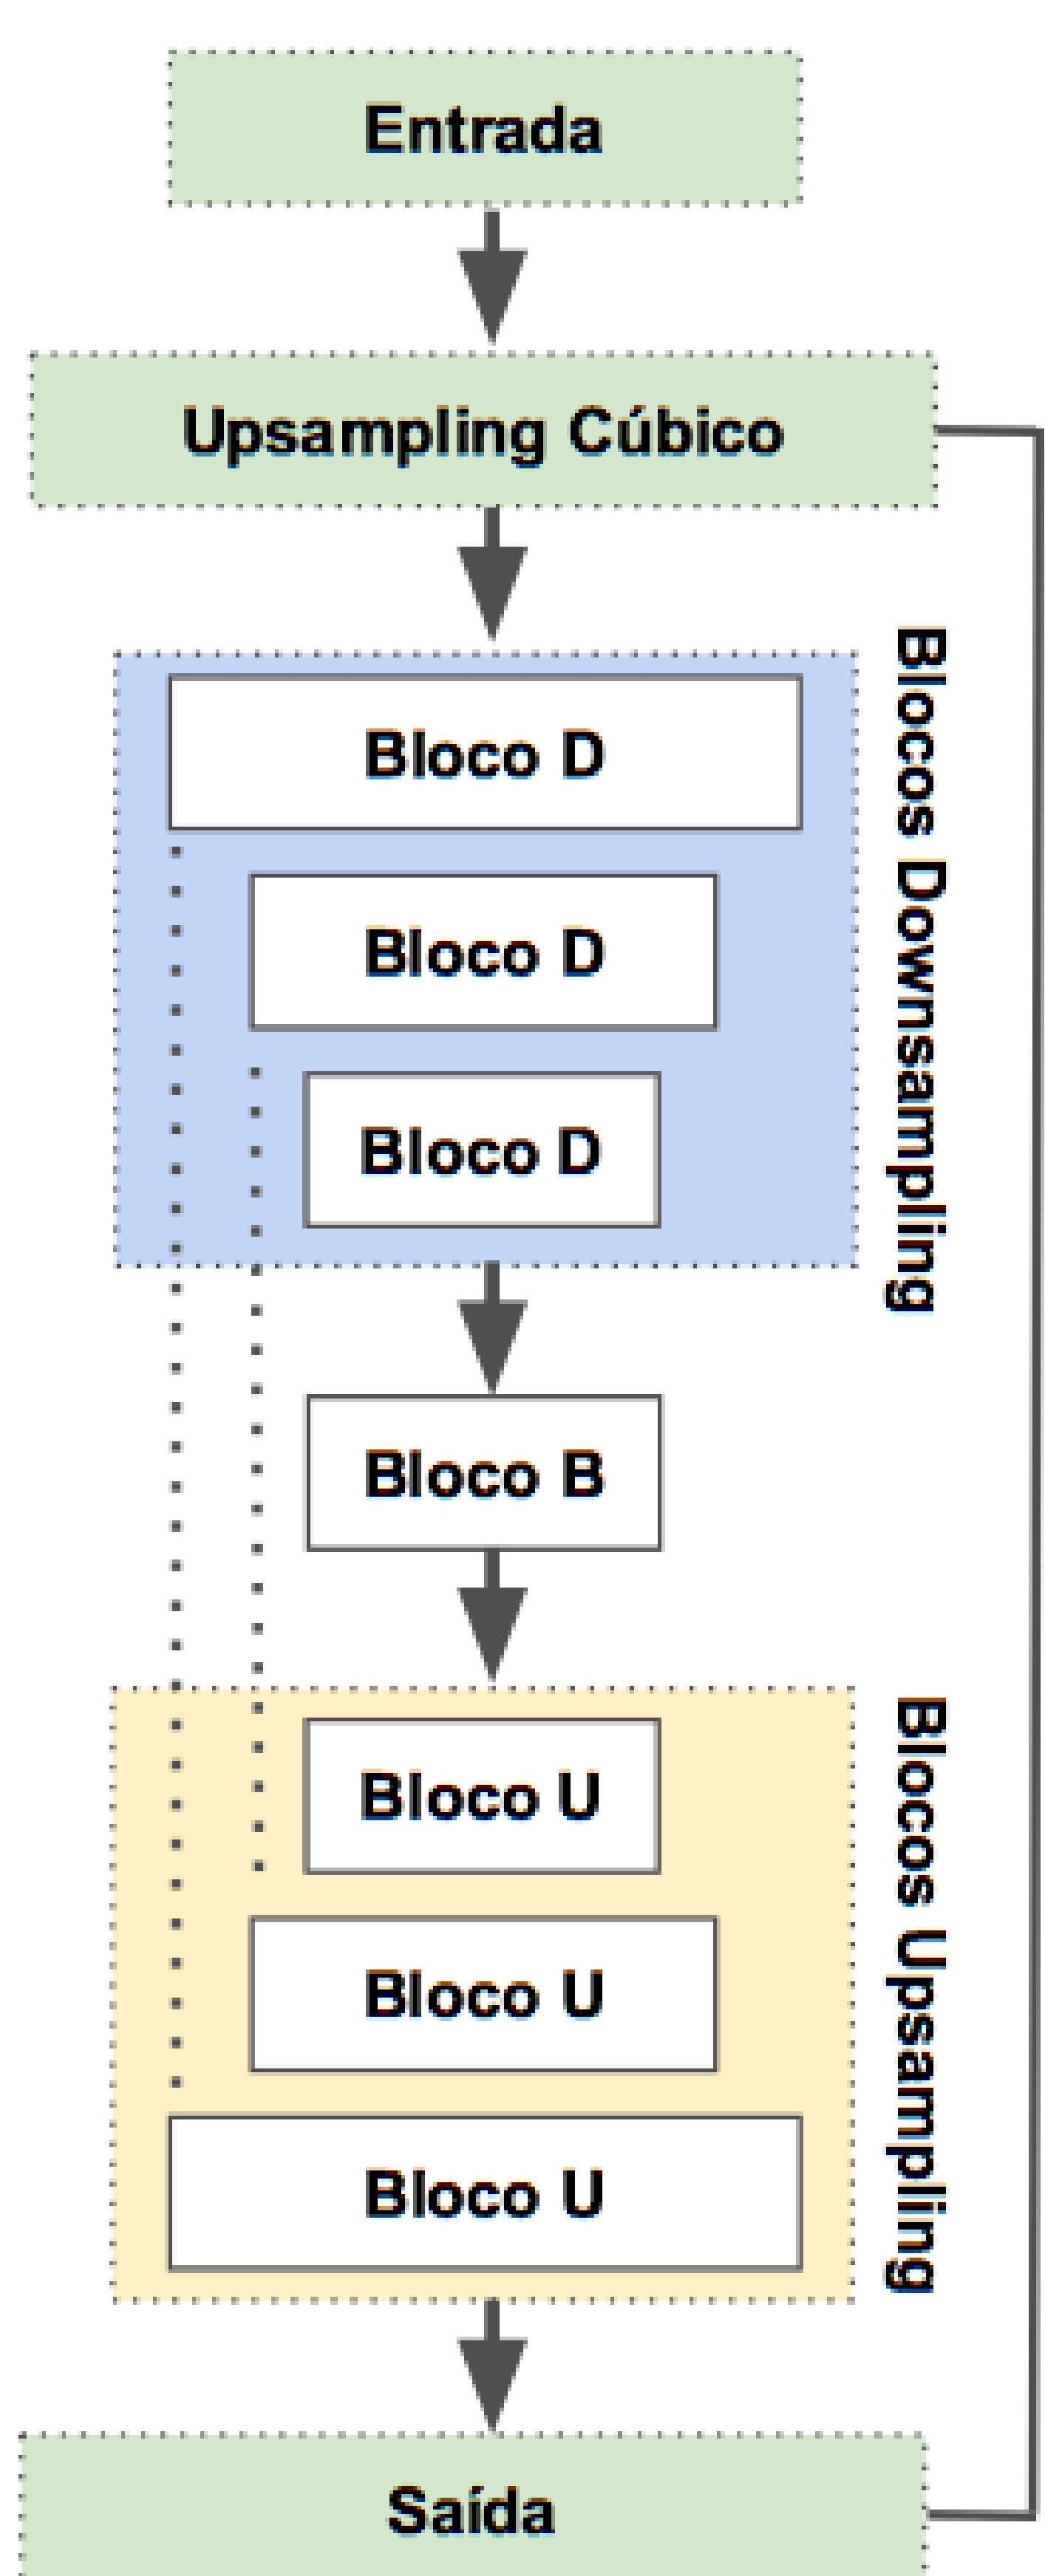 Entrada
Upsampling Cúbico
Blocos Downsampling
Bloco D
Bloco D
Bloco D
Bloco B
Blocos Upsampling
Bloco U
Bloco U
Bloco U
Saída